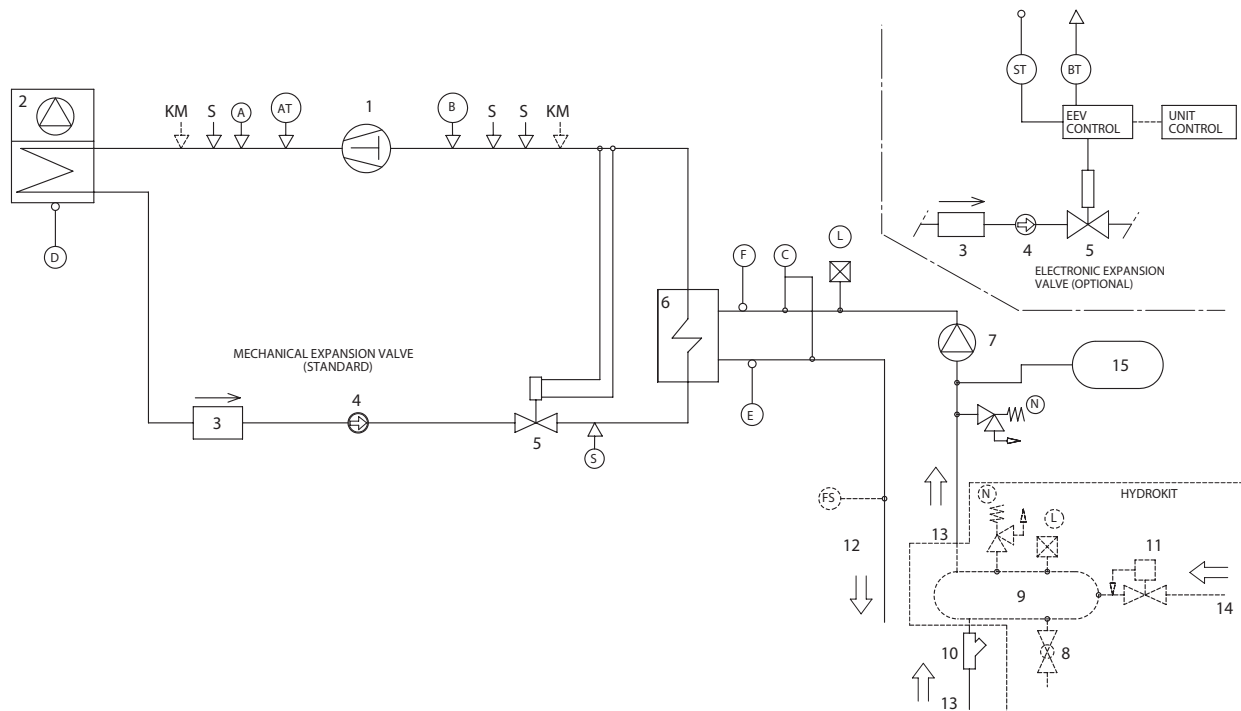 ST
BT
2
KM
S
A
AT
1
B
S
S
KM
EEV
CONTROL
UNIT
CONTROL
D
3
4
5
L
F
C
ELECTRONIC EXPANSION
VALVE (OPTIONAL)
6
7
MECHANICAL EXPANSION VALVE
(STANDARD)
15
4
N
3
5
E
S
HYDROKIT
FS
N
L
12
13
11
9
14
10
8
13